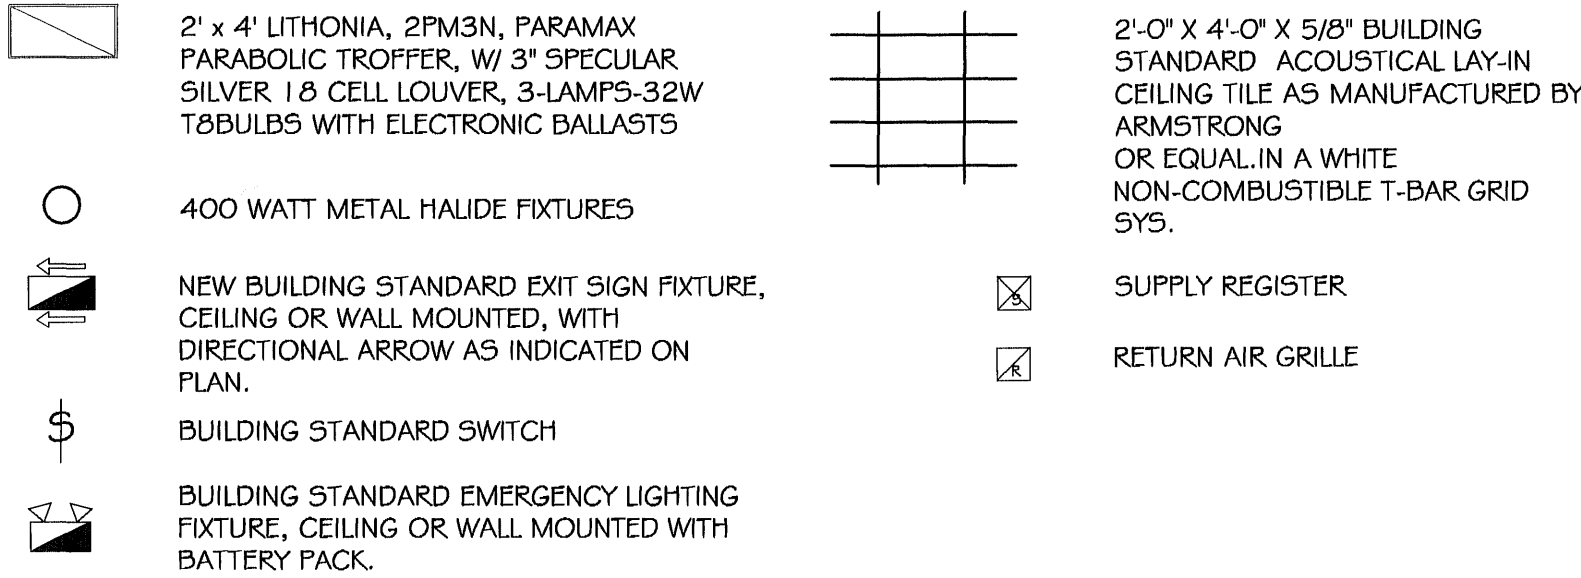 2' x 4' LITHONIA, 2PM3N, PARAMAX
PARABOLIC TROFFER, W/ 3" SPECULAR
SILVER 18 CELL LOUVER, 3-LAMPS-32W
T8BULBS WITH ELECTRONIC BALLASTS
400 WATT METAL HALIDE FIXTURES
NEW BUILDING STANDARD EXIT SIGN FIXTURE,
CEILING OR WALL MOUNTED, WITH
DIRECTIONAL ARROW AS INDICATED ON
PLAN.
$
BUILDING STANDARD SWITCH
BUILDING STANDARD EMERGENCY LIGHTING
FIXTURE, CEILING OR WALL MOUNTED WITH
BATTERY PACK.
2'-0" X 4'-0" X 5/8" BUILDING
STANDARD ACOUSTICAL LAY-IN
CEILING TILE AS MANUFACTURED BY
ARMSTRONG
OR EQUAL.IN A WHITE
NON-COMBUSTIBLE T-BAR GRID
SYS.
S
SUPPLY REGISTER
R
RETURN AIR GRILLE